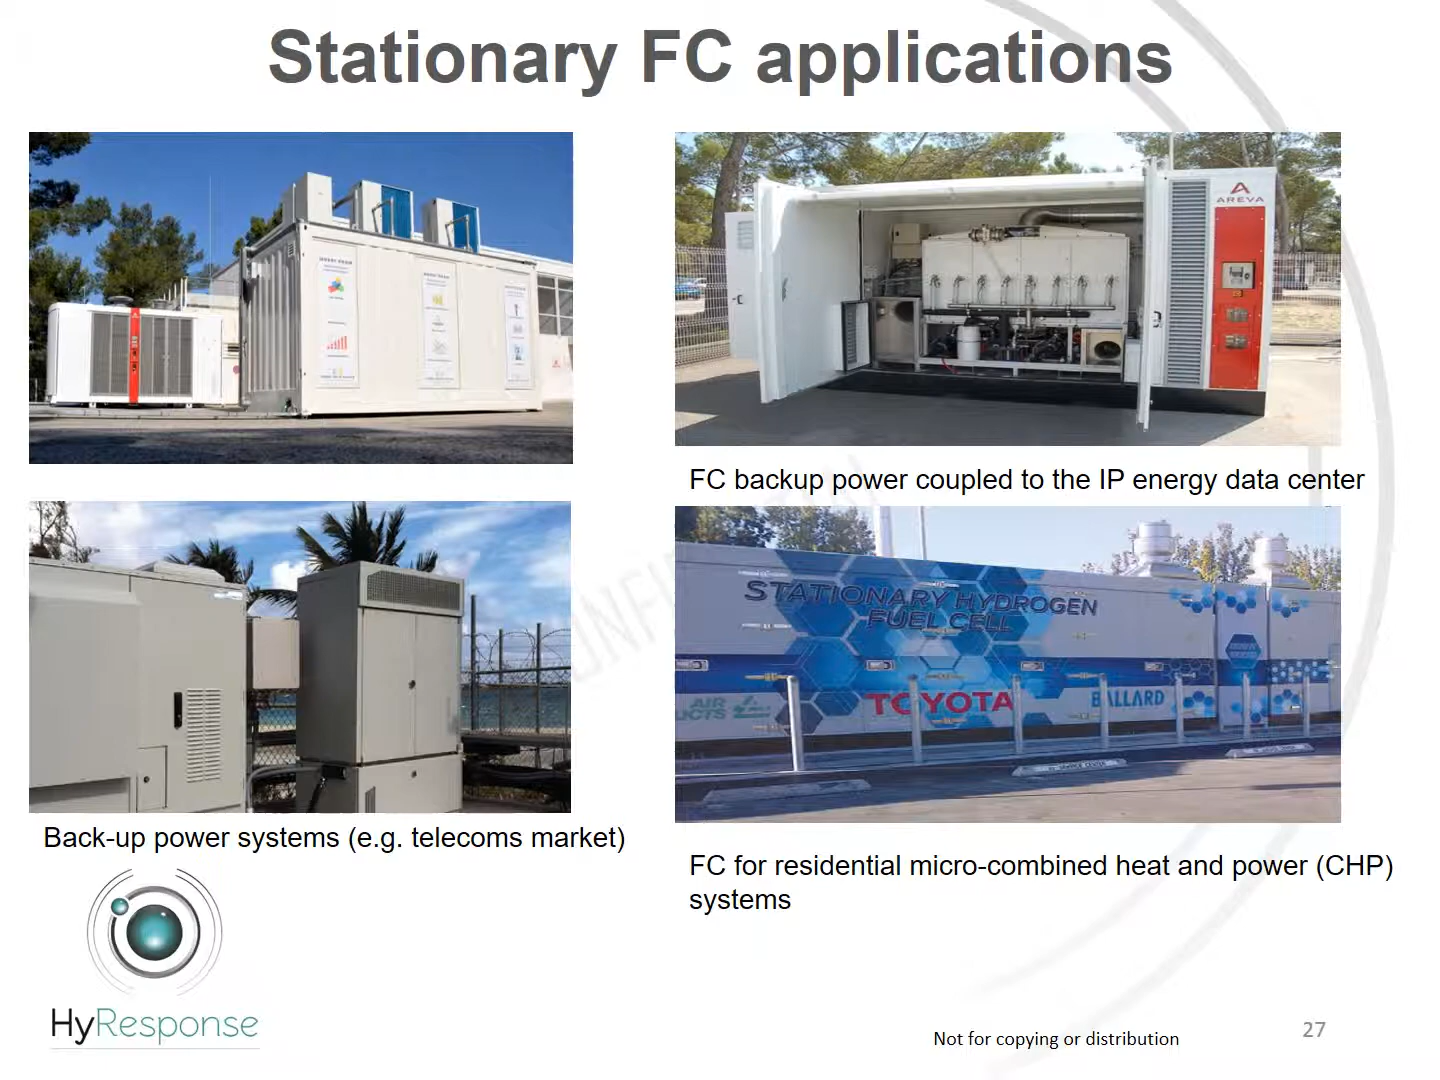 Stationary FC applications
AREVA
FC backup power coupled to the IP energy data center
STATIONARY HYDROGEN
FUEL CELL
AIR
UCTS
TOYOTA
BALLARD
Back-up power systems (e.g. telecoms market)
FC for residential micro-combined heat and power (CHP)
systems
HyResponse
Not for copying or distribution
27